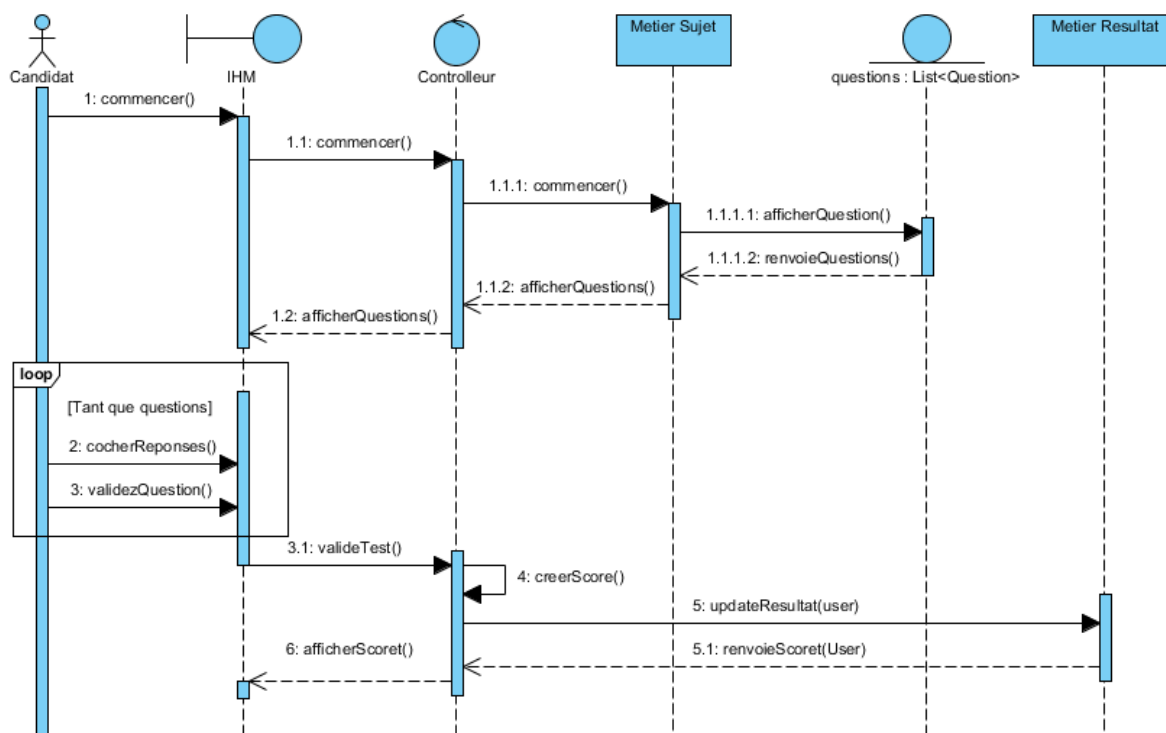 Metier Sujet
Metier Resultat
Candidat
IHM
Controlleur
questions : List<Question>
1: commencer()
1.1: commencer()
1.1.1: commencer()
1.1.1.1: afficherQuestion()
1.1.1.2: renvoieQuestions()
1.1.2: afficherQuestions()
1.2: afficherQuestions()
loop
[Tant que questions]
2: cocherReponses()
3: validezQuestion()
3.1: valideTest()
4: creerScore()
5: updateResultat(user)
6: afficherScoret()
5.1: renvoieScoret(User)